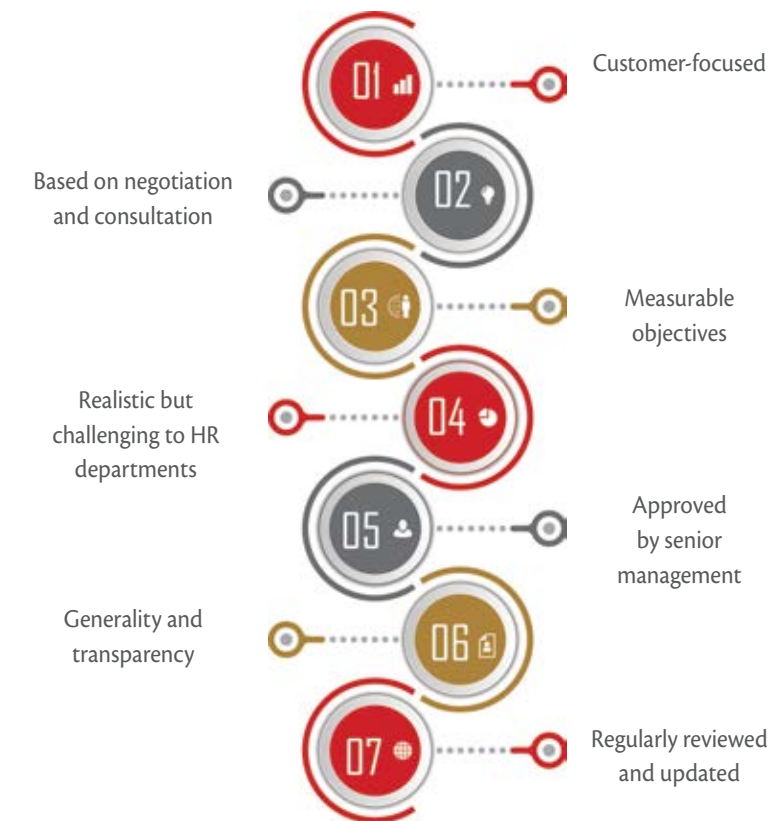 01
Customer-focused
02
Based on negotiation
and consultation
03
Measurable
objectives
04
Realistic but
challenging to HR
departments
05
Approved
by senior
management
06
Generality and
transparency
07
Regularly reviewed
and updated